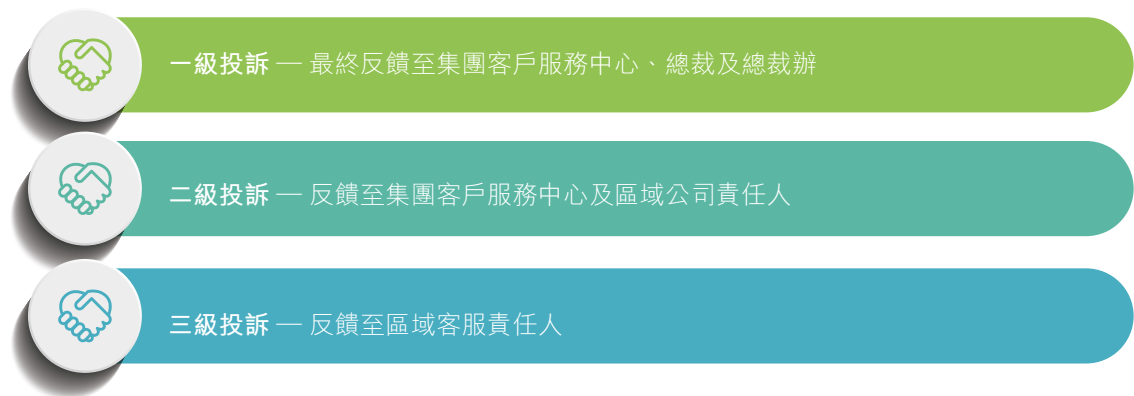 一級投訴 — 最終反饋至集團客戶服務中心、總裁及總裁辦
二級投訴 — 反饋至集團客戶服務中心及區域公司責任人
三級投訴 — 反饋至區域客服責任人